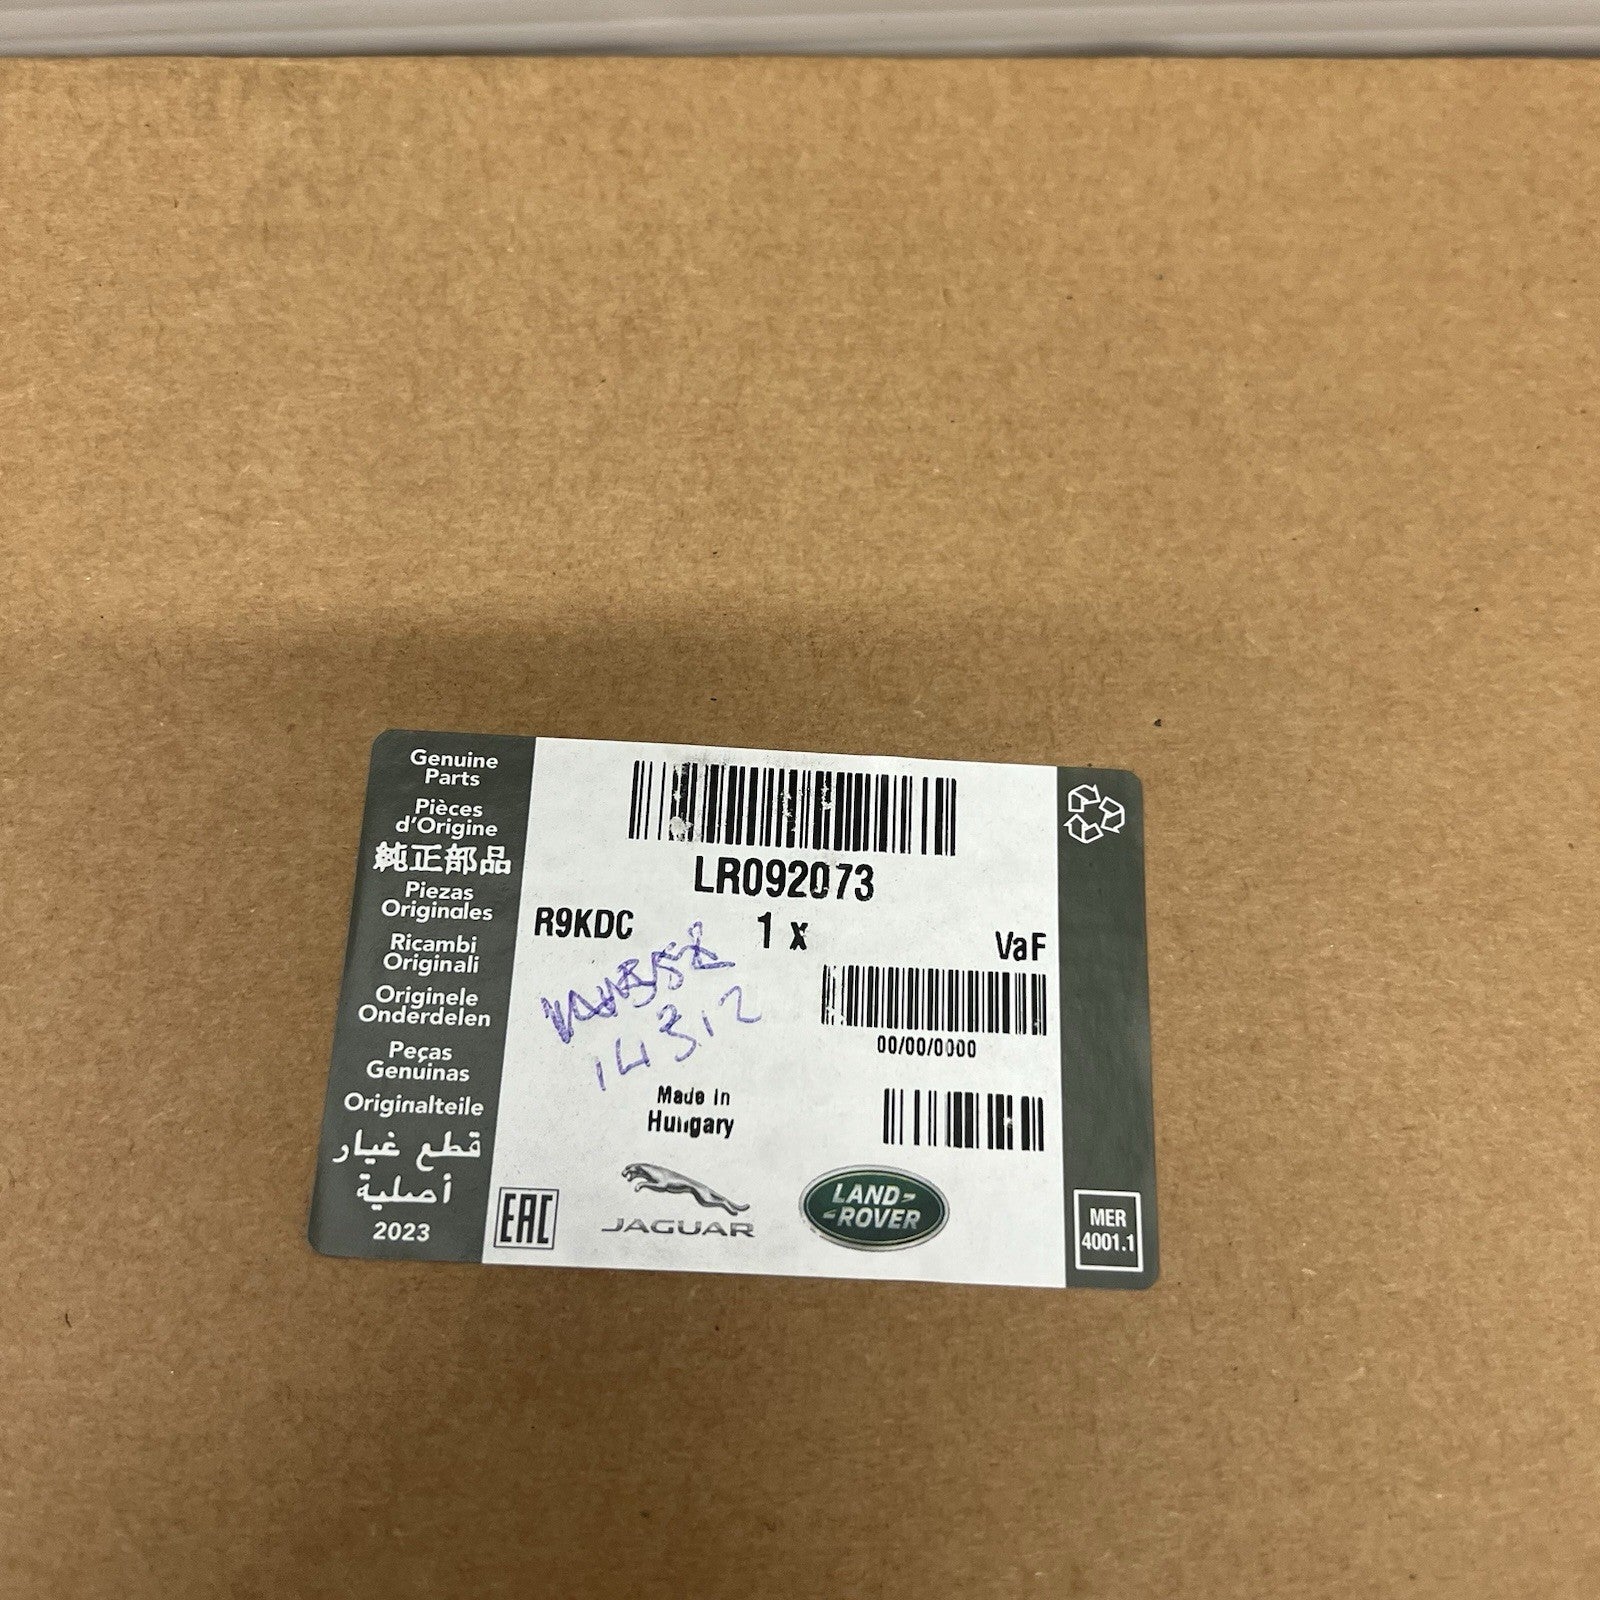 Genuine
Parts
Pièces
d'Origine
純正部品
Piezas
Originales
Ricambi
Originali
Originele
Onderdelen
Peças
Genuinas
Originalteile
قطع غيار
أصلية
2023
LR092073
R9KDC
1 x
VaF
00/00/0000
14312
Made in
Hungary
EAC
JAGUAR
LAND-
-ROVER
MER
4001.1